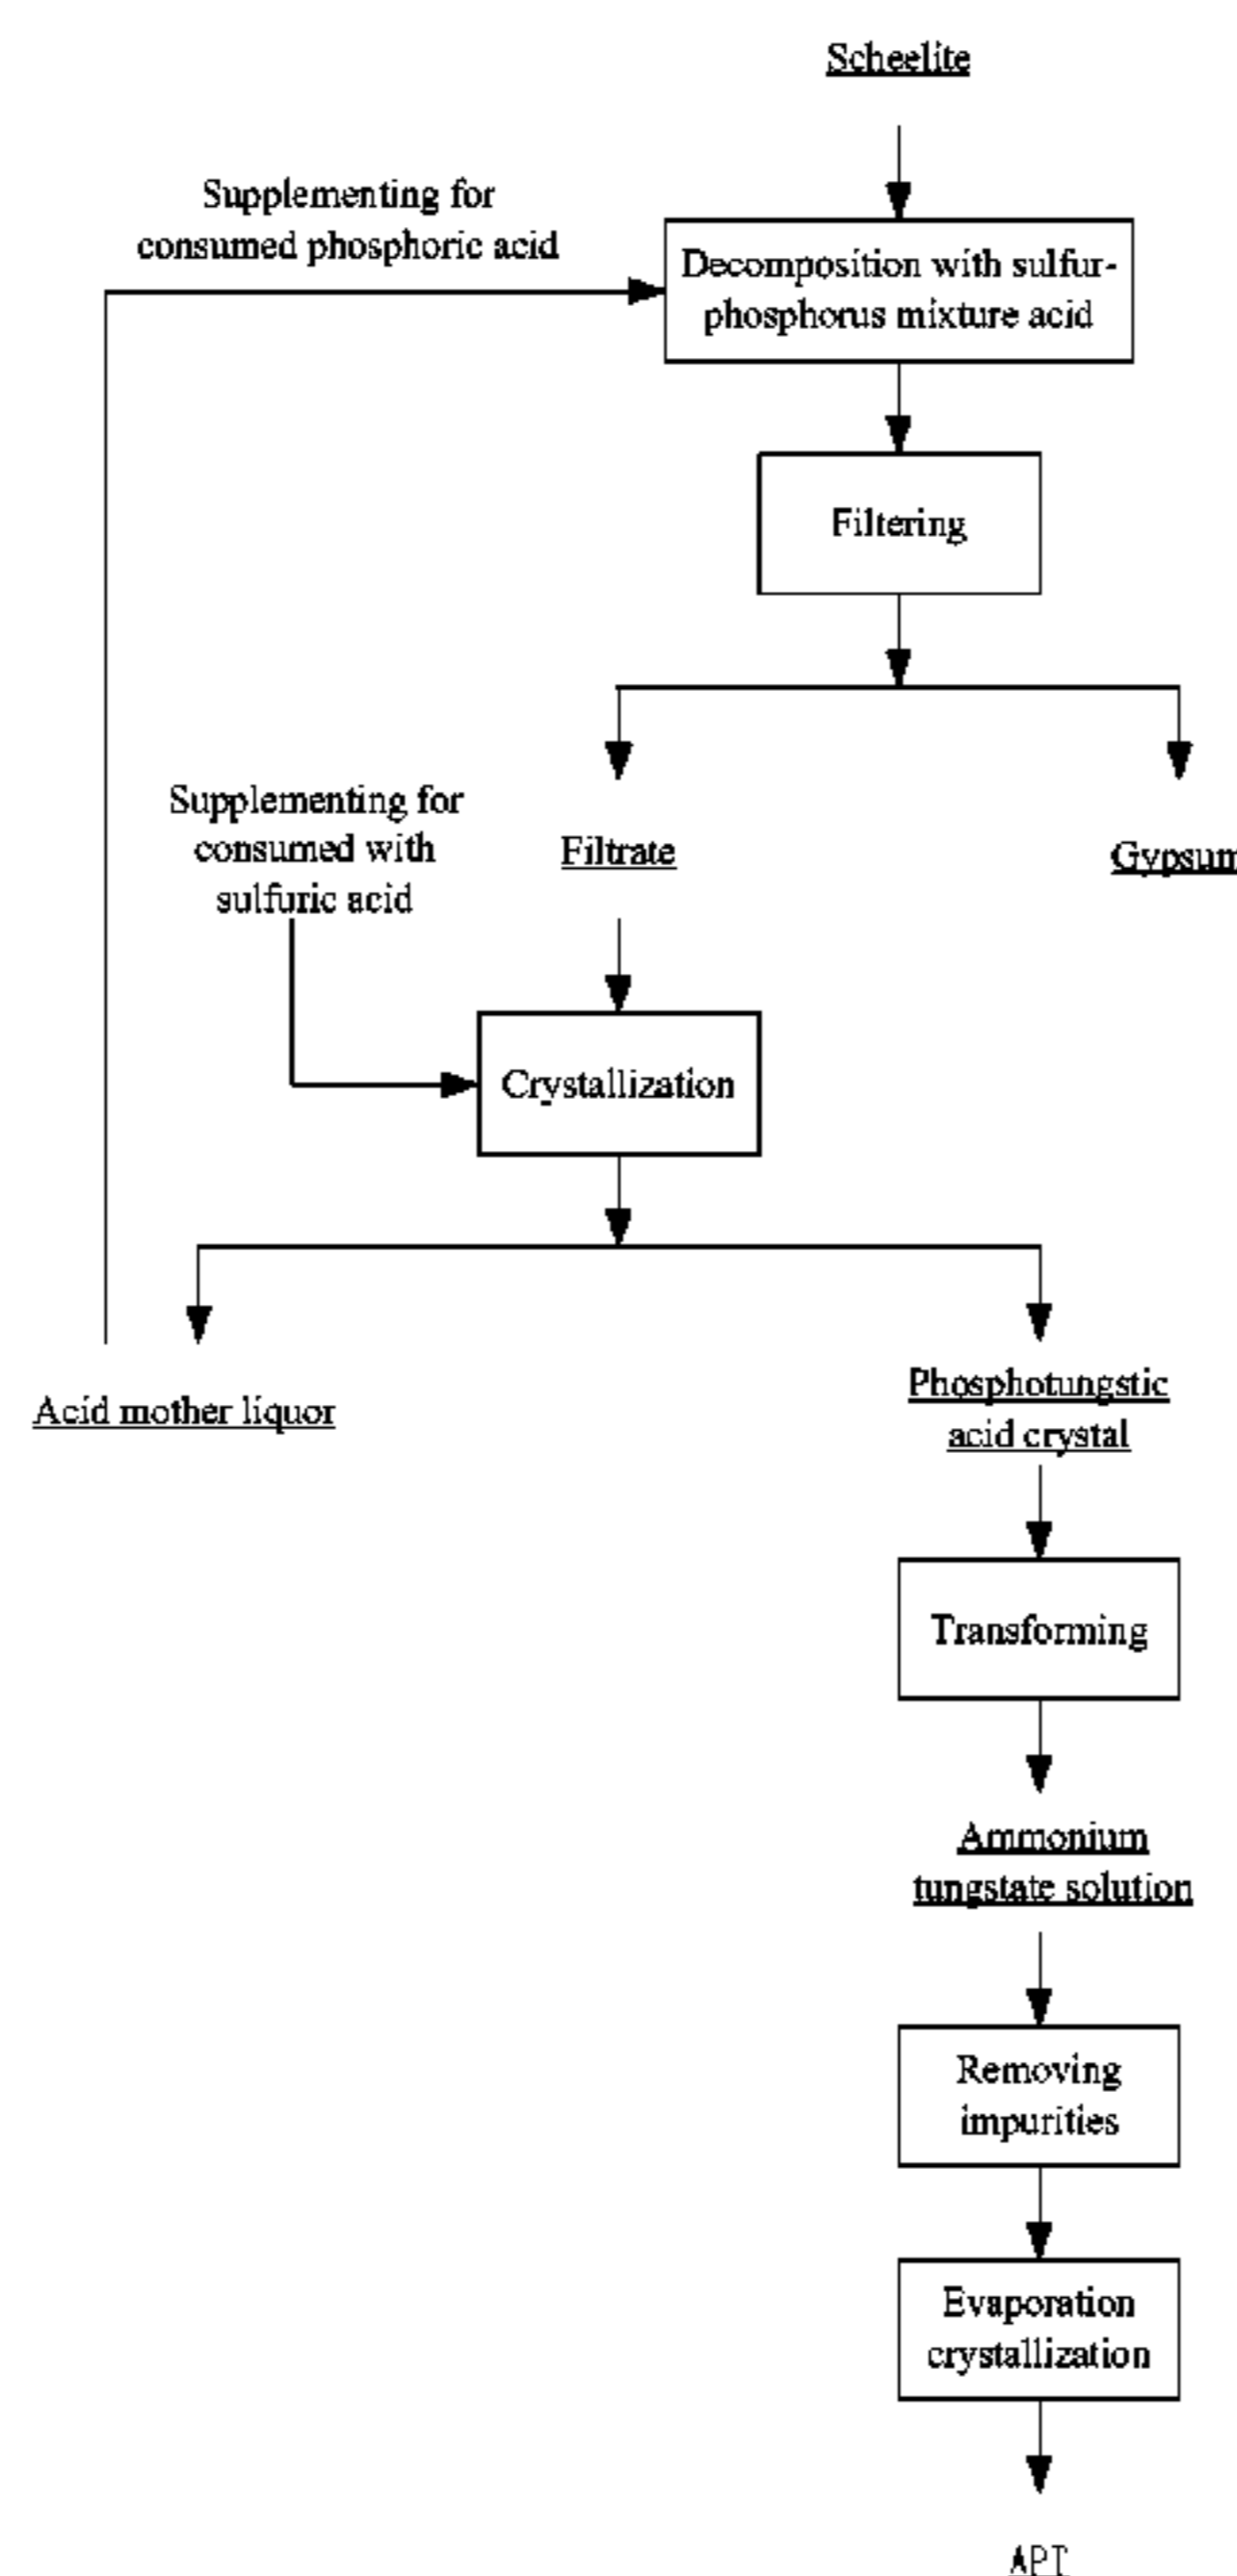 Scheelite
Supplementing for
consumed phosphoric acid
Decomposition with sulfur-
phosphorus mixture acid
Filtering
Supplementing for
consumed with
sulfuric acid
Filtrate
Gypsum
Crystallization
Acid mother liquor
Phosphotungstic
acid crystal
Transforming
Ammonium
tungstate solution
Removing
impurities
Evaporation
crystallization
APT